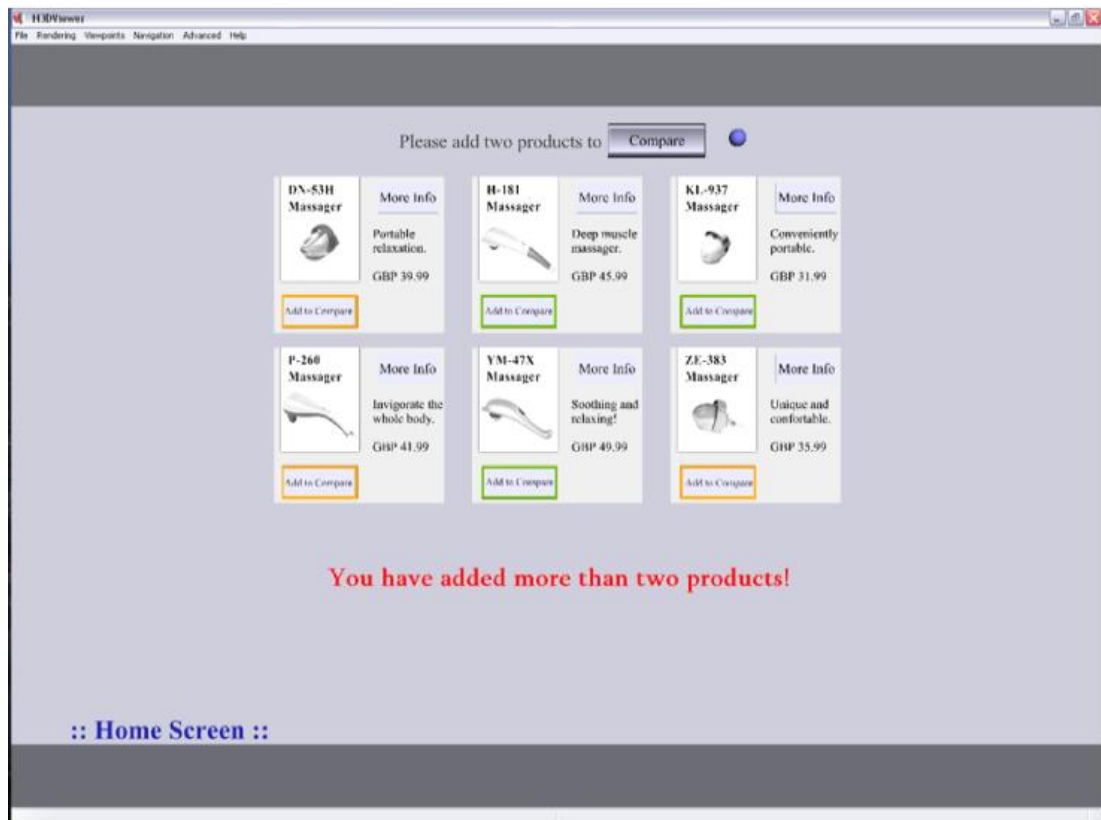 H3DViewer
File Rendering Viewpoints Navigation Advanced Help
Please add two products to Compare
DN-53H
Massager
More Info
Portable
relaxation.
GBP 39.99
Add to Compare
H-181
Massager
More Info
Deep muscle
massager.
GBP 45.99
Add to Compare
KL-937
Massager
More Info
Conveniently
portable.
GBP 31.99
Add to Compare
P-260
Massager
More Info
Invigorate the
whole body.
GBP 41.99
Add to Compare
YM-47X
Massager
More Info
Soothing and
relaxing!
GBP 49.99
Add to Compare
ZE-383
Massager
More Info
Unique and
confortable.
GBP 35.99
Add to Compare
You have added more than two products!
:: Home Screen ::